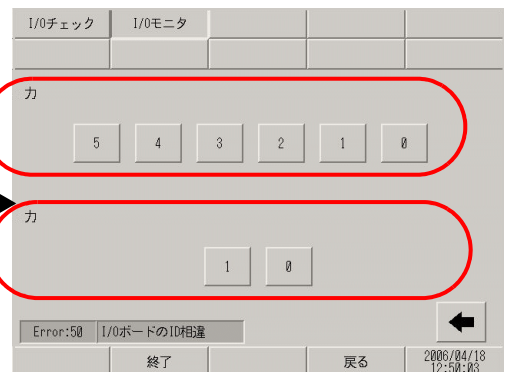 I/Oチェック I/Oモニタ
力
5 4 3 2 1 0
力
1 0
Error:50 I/OボードのID相違
終了 戻る 2006/04/18
12:50:03